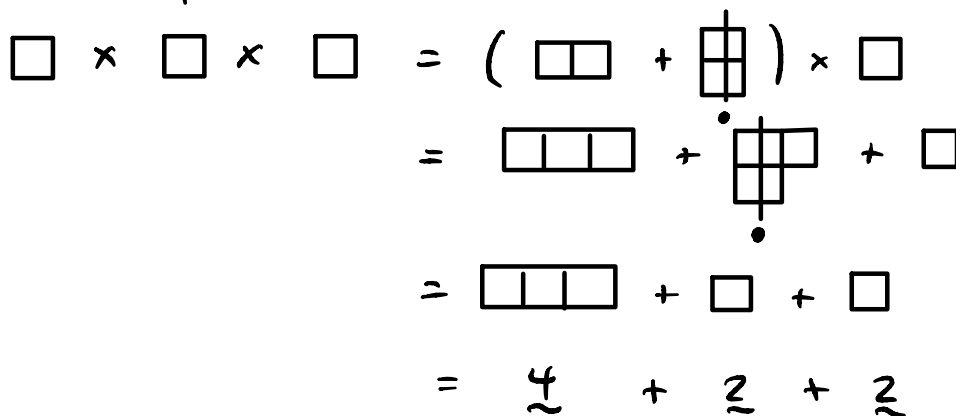 □ × □ × □ = ( □□ + ) × □
= + + □
= + □ + □
= 4 + 2 + 2